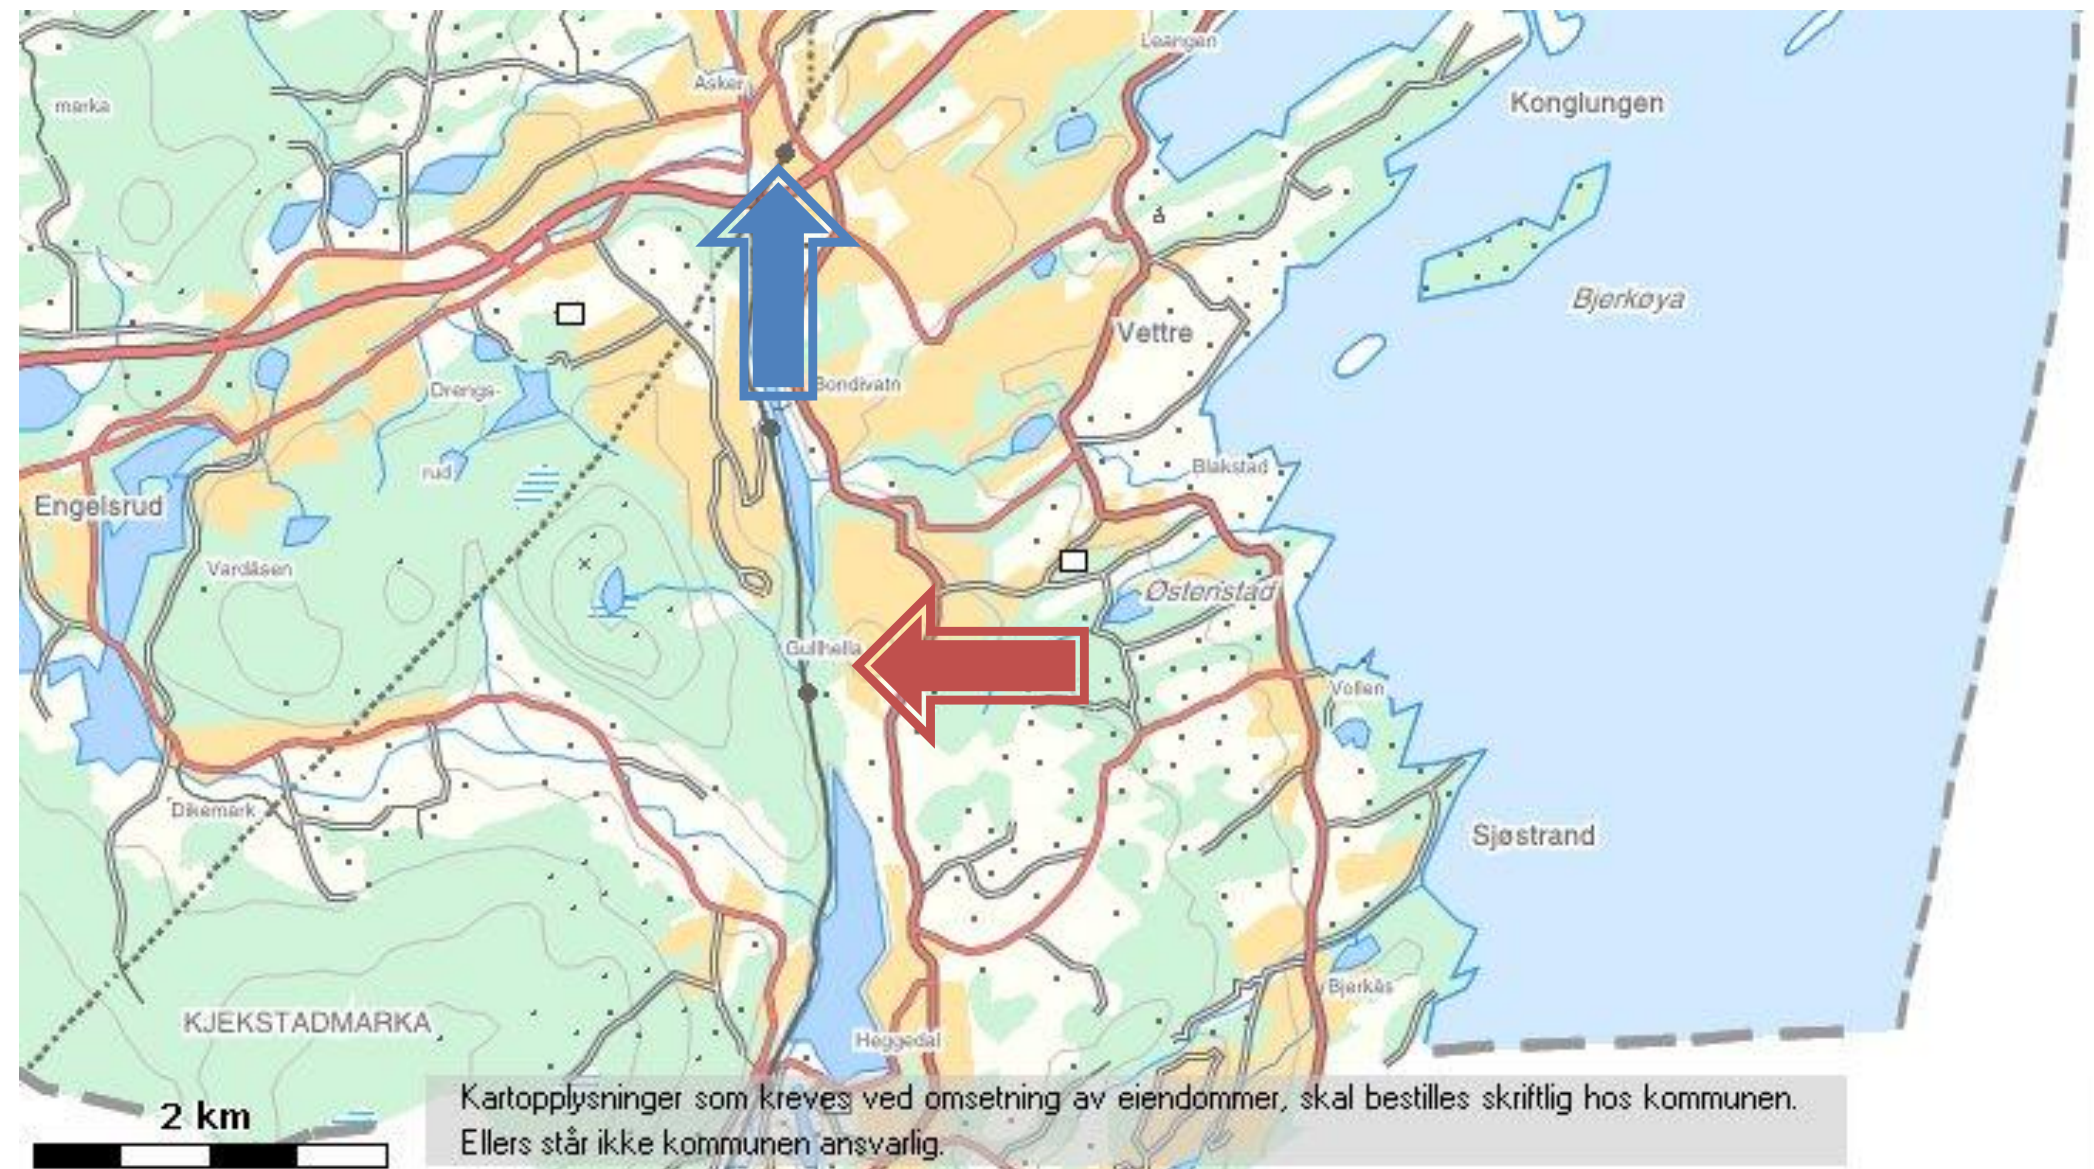 Leangen
Asker
Konglungen
marka
Bjerkøya
Vettre
Bondivatn
Drengs-
rud
Blakstad
Engelsrud
Vardåsen
Østenstad
Gullhella
Vollen
Dikemark
Sjøstrand
Bjerkås
KJEKSTADMARKA
Heggedal
2 km
Kartopplysninger som kreves ved omsetning av eiendommer, skal bestilles skriftlig hos kommunen.
Ellers står ikke kommunen ansvarlig.